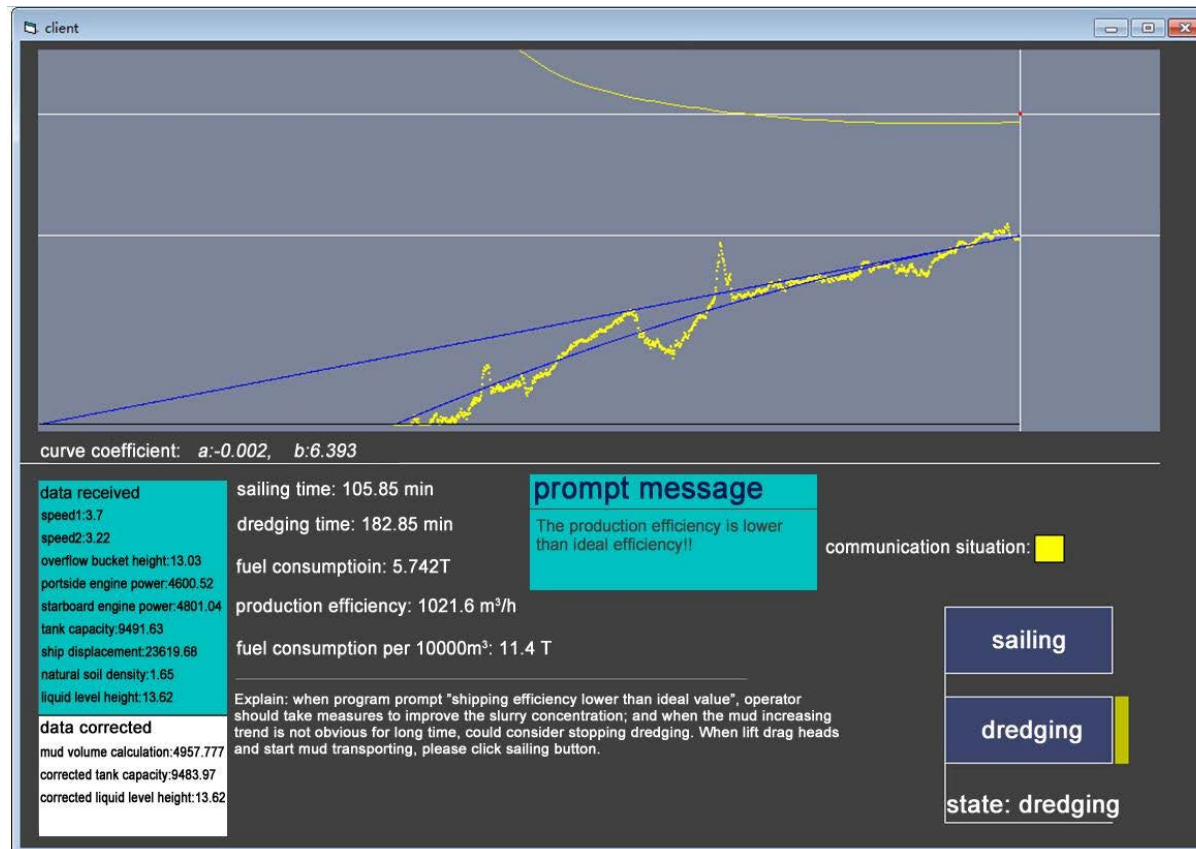 client
curve coefficient: a:-0.002, b:6.393
data received
speed1:3.7
speed2:3.22
overflow bucket height:13.03
portside engine power:4600.52
starboard engine power:4801.04
tank capacity:9491.63
ship displacement:23619.68
natural soil density:1.65
liquid level height:13.62
data corrected
mud volume calculation:4957.777
corrected tank capacity:9483.97
corrected liquid level height:13.62
sailing time: 105.85 min
dredging time: 182.85 min
fuel consumptioin: 5.742T
production efficiency: 1021.6 m³/h
fuel consumption per 10000m³: 11.4 T
Explain: when program prompt "shipping efficiency lower than ideal value", operator
should take measures to improve the slurry concentration; and when the mud increasing
trend is not obvious for long time, could consider stopping dredging. When lift drag heads
and start mud transporting, please click sailing button.
prompt message
The production efficiency is lower
than ideal efficiency!!
communication situation:
sailing
dredging
state: dredging